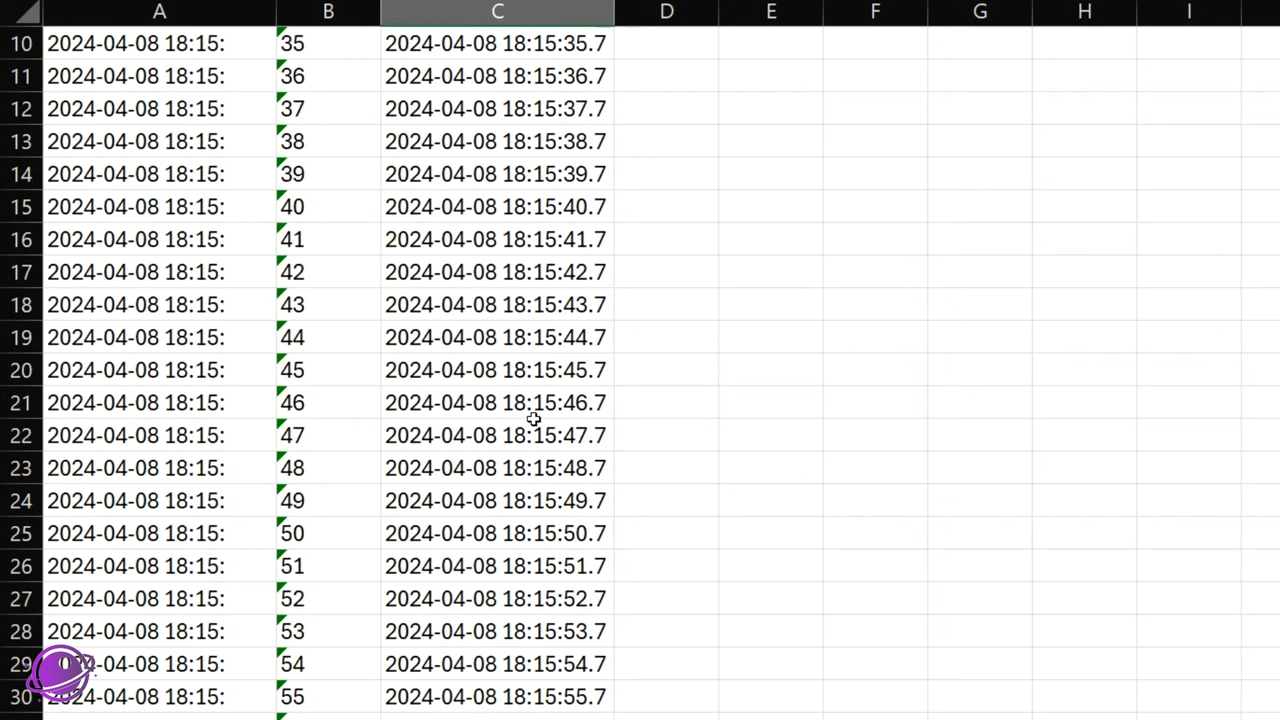 A B C D E F G H I
10 2024-04-08 18:15: 35 2024-04-08 18:15:35.7
11 2024-04-08 18:15: 36 2024-04-08 18:15:36.7
12 2024-04-08 18:15: 37 2024-04-08 18:15:37.7
13 2024-04-08 18:15: 38 2024-04-08 18:15:38.7
14 2024-04-08 18:15: 39 2024-04-08 18:15:39.7
15 2024-04-08 18:15: 40 2024-04-08 18:15:40.7
16 2024-04-08 18:15: 41 2024-04-08 18:15:41.7
17 2024-04-08 18:15: 42 2024-04-08 18:15:42.7
18 2024-04-08 18:15: 43 2024-04-08 18:15:43.7
19 2024-04-08 18:15: 44 2024-04-08 18:15:44.7
20 2024-04-08 18:15: 45 2024-04-08 18:15:45.7
21 2024-04-08 18:15: 46 2024-04-08 18:15:46.7
22 2024-04-08 18:15: 47 2024-04-08 18:15:47.7
23 2024-04-08 18:15: 48 2024-04-08 18:15:48.7
24 2024-04-08 18:15: 49 2024-04-08 18:15:49.7
25 2024-04-08 18:15: 50 2024-04-08 18:15:50.7
26 2024-04-08 18:15: 51 2024-04-08 18:15:51.7
27 2024-04-08 18:15: 52 2024-04-08 18:15:52.7
28 2024-04-08 18:15: 53 2024-04-08 18:15:53.7
29 18:15: 54 2024-04-08 18:15:54.7
30 2024-04-08 18:15: 55 2024-04-08 18:15:55.7